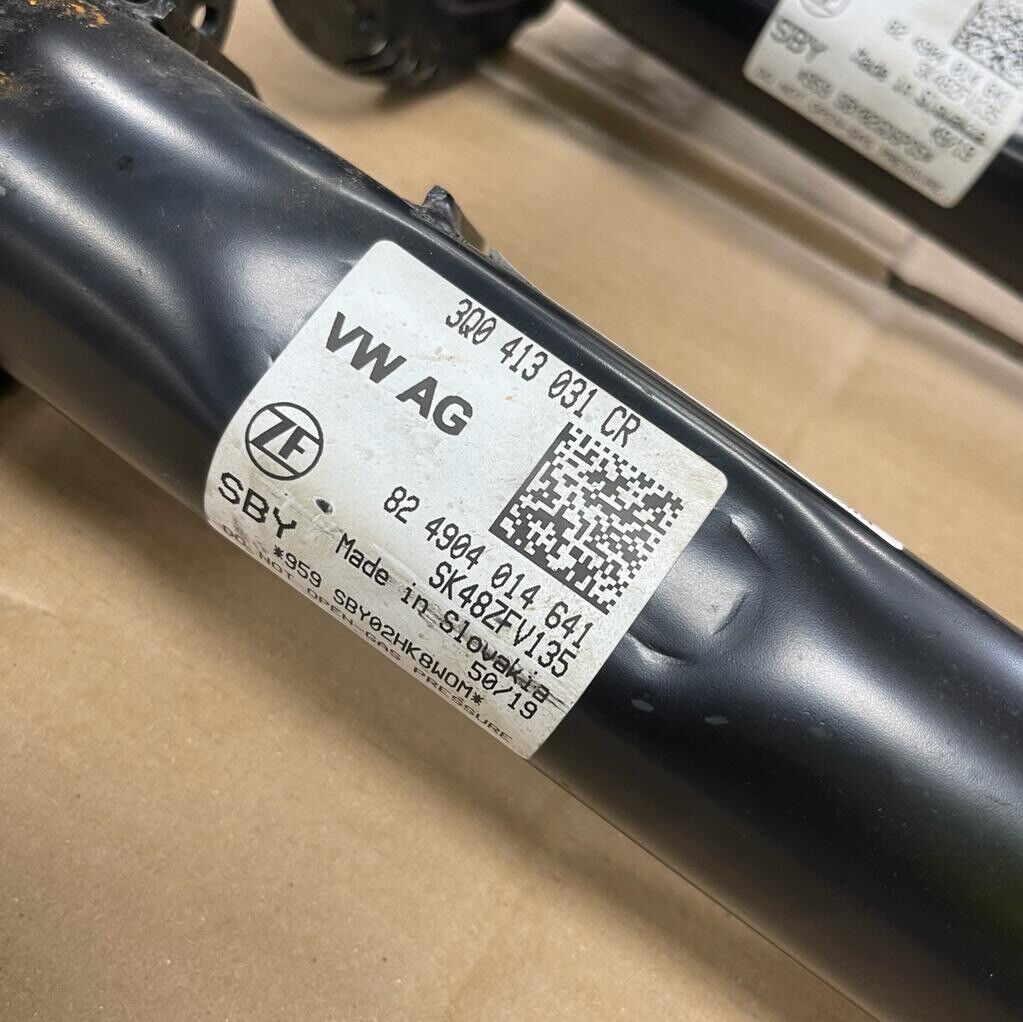 3Q0 413 031 CR
VW AG
ZF
SBY
82 4904 014 641
SK48ZFV135
Made in Slovakia
50/19
*959 SBY02HK8WOM*
DO NOT OPEN-GAS PRESSURE
SBY
Made in Slovakia